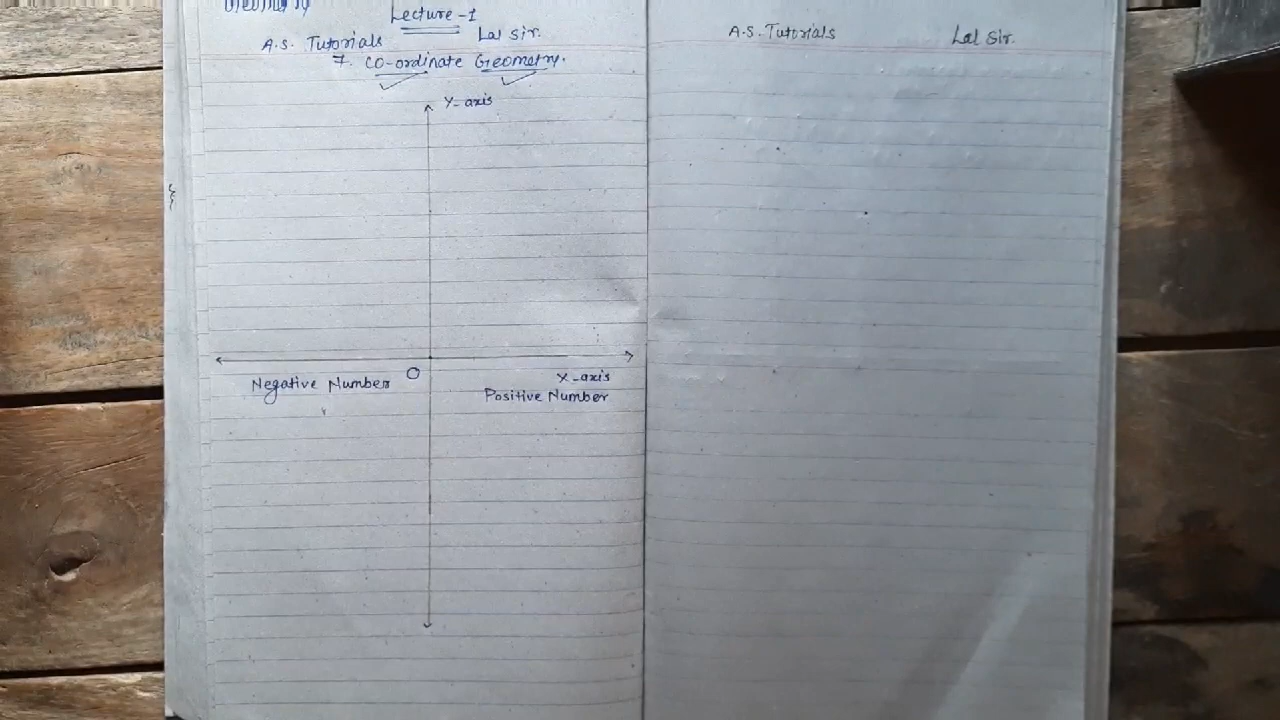 Lecture-1
A.S. Tutorials Lal Sir.
7. Co-ordinate Geometry.
Y-axis
O
Negative Number
X-axis
Positive Number
A.S. Tutorials Lal Sir.